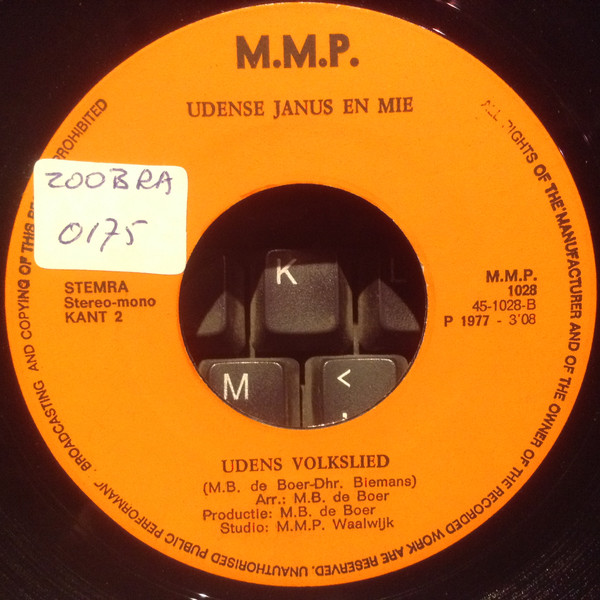 M.M.P.
UDENSE JANUS EN MIE
ZOOBRA
0175
STEMRA
Stereo-mono
KANT 2
M.M.P.
1028
45-1028-B
P 1977 - 3'08
K
L
M
<
,
UDENS VOLKSLIED
(M.B. de Boer-Dhr. Biemans)
Arr.: M.B. de Boer
Productie: M.B. de Boer
Studio: M.M.P. Waalwijk
ALL RIGHTS OF THE MANUFACTURER AND OF THE OWNER OF THE RECORDED WORK ARE RESERVED. UNAUTHORISED PUBLIC PERFORMANC BROADCASTING AND COPYING OF THIS RE PROHIBITED